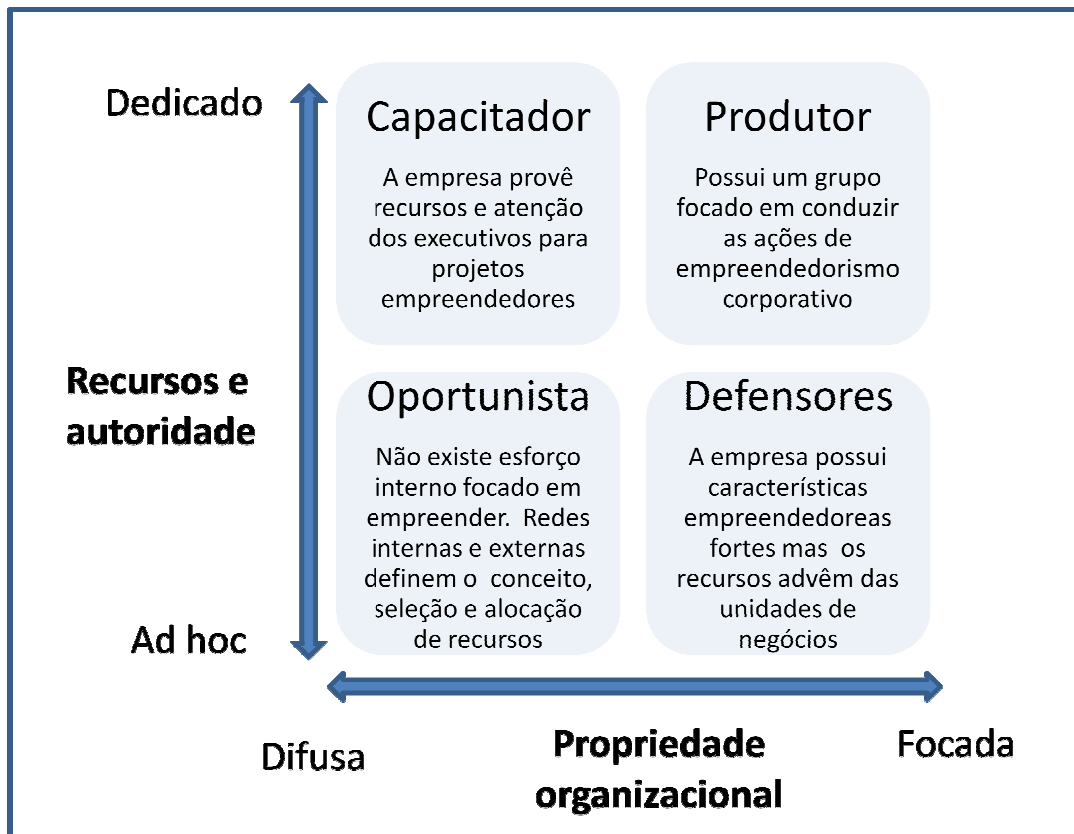 Dedicado
Capacitador
A empresa provê
recursos e atenção
dos executivos para
projetos
empreendedores
Produtor
Possui um grupo
focado em conduzir
as ações de
empreendedorismo
corporativo
Recursos e
autoridade
Oportunista
Não existe esforço
interno focado em
empreender. Redes
internas e externas
definem o conceito,
seleção e alocação
de recursos
Defensores
A empresa possui
características
empreendedoreas
fortes mas os
recursos advêm das
unidades de
negócios
Ad hoc
Difusa
Propriedade
organizacional
Focada